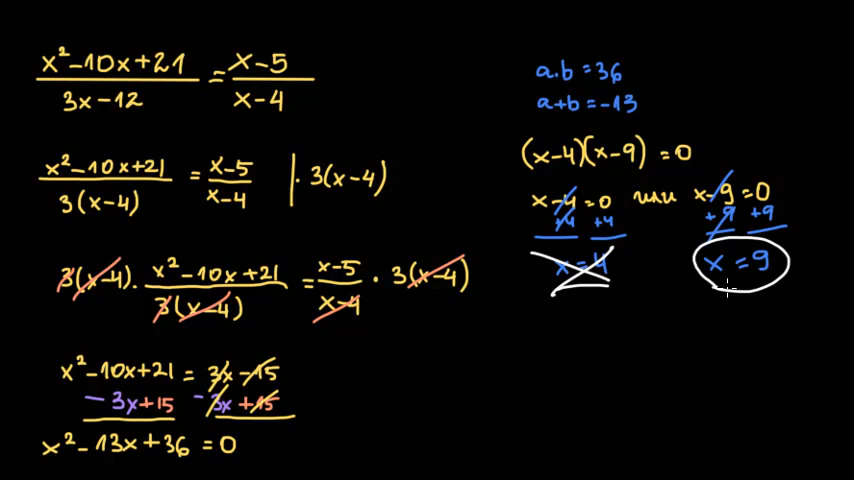 x²-10x+21 / 3x-12 = x-5 / x-4
x²-10x+21 / 3(x-4) = x-5 / x-4 | · 3(x-4)
3(x-4) · x²-10x+21 / 3(x-4) = x-5 / x-4 · 3(x-4)
x²-10x+21 = 3x-15
-3x+15 -3x+15
x²-13x+36=0
a.b=36
a+b=-13
(x-4)(x-9)=0
x-4=0 или x-9=0
+4 +4 +9 +9
x=4 x=9